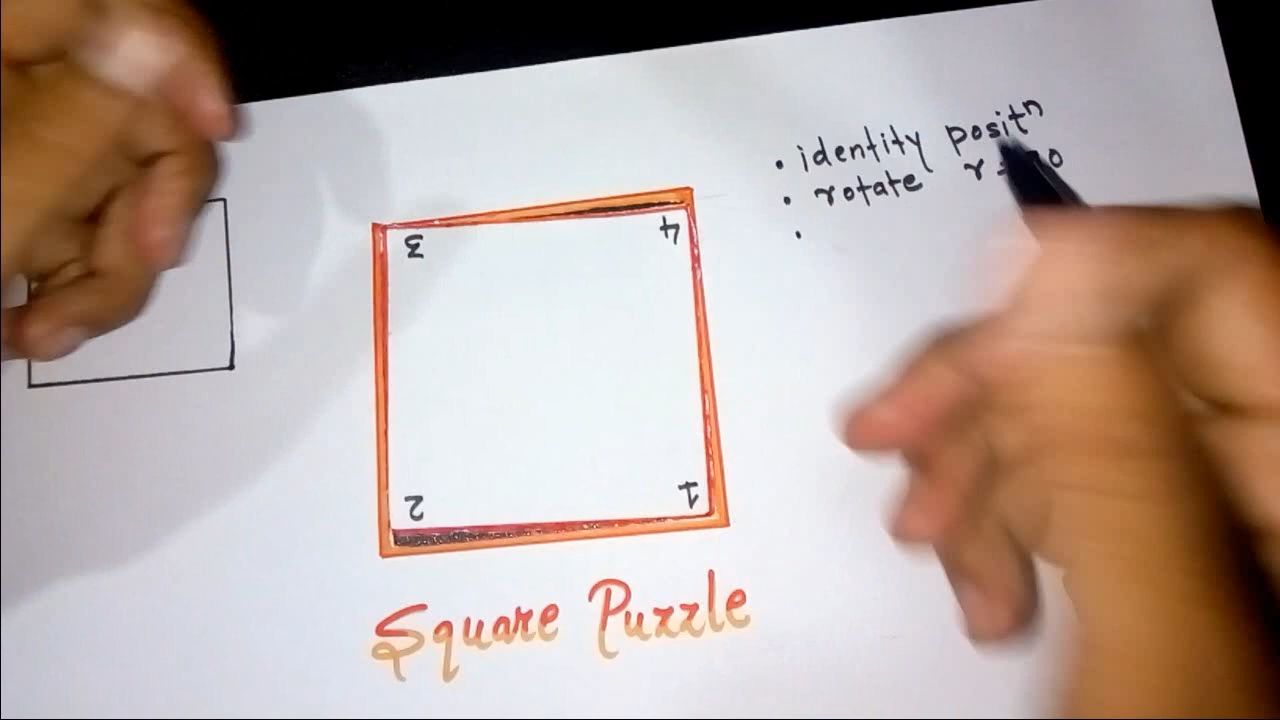 • identity positⁿ
• rotate r
•
3 4
2 1
Square Puzzle